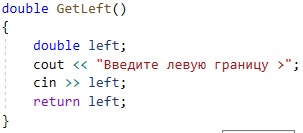 double GetLeft()
{
    double left;
    cout << "Введите левую границу >";
    cin >> left;
    return left;
}